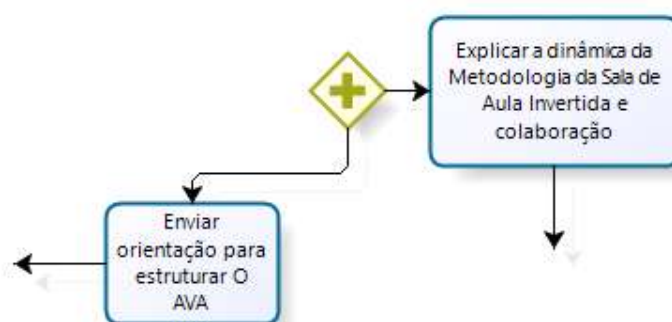 Explicar a dinâmica da
Metodologia da Sala de
Aula Invertida e
colaboração
Enviar
orientação para
estruturar O
AVA